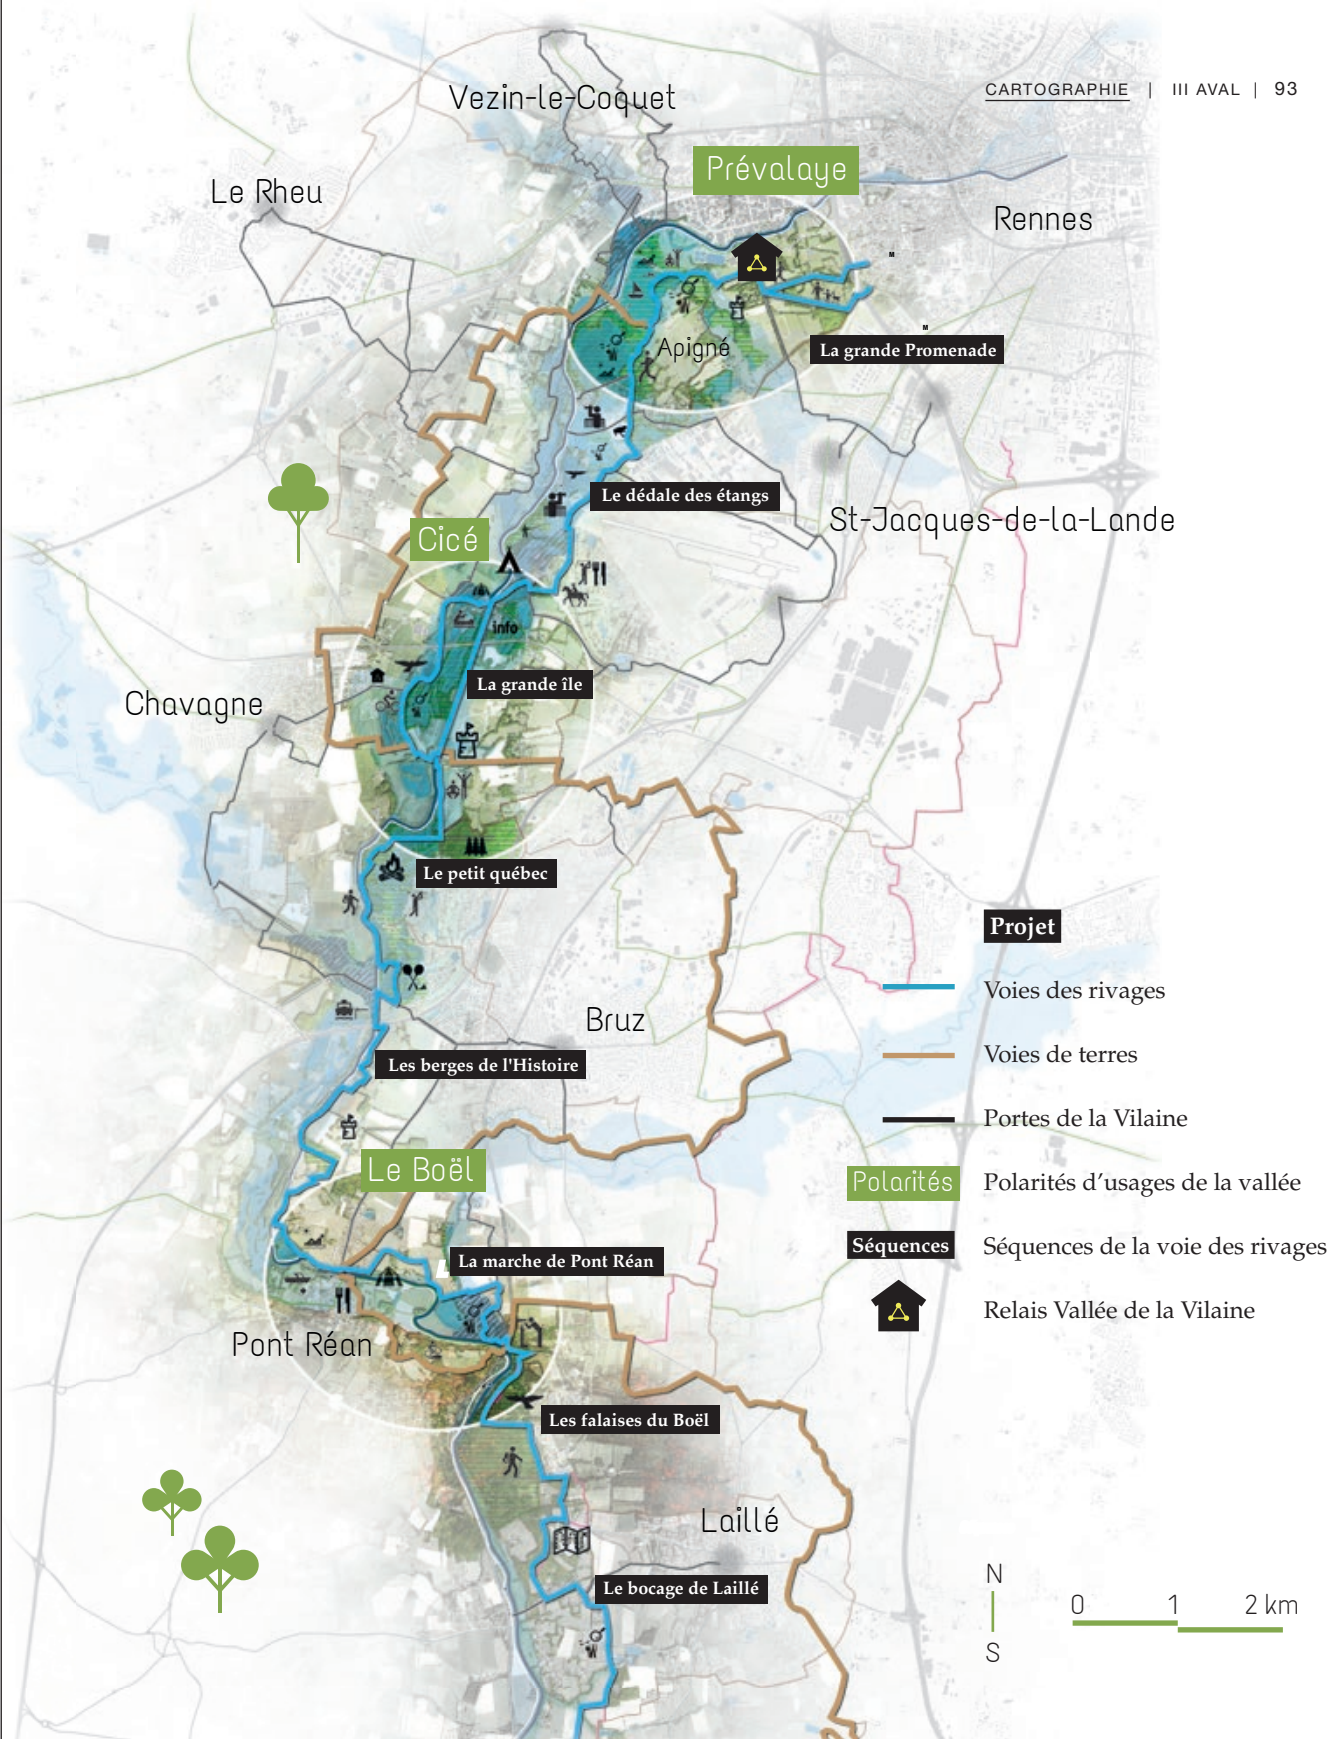 CARTOGRAPHIE | III AVAL | 93
Vezin-le-Coquet
Prévalaye
Le Rheu
Rennes
M
M
La grande Promenade
Apigné
Le dédale des étangs
St-Jacques-de-la-Lande
Cicé
info
La grande île
Chavagne
Le petit québec
Projet
Voies des rivages
Bruz
Voies de terres
Les berges de l'Histoire
Portes de la Vilaine
Le Boël
Polarités Polarités d’usages de la vallée
Séquences Séquences de la voie des rivages
La marche de Pont Réan
Relais Vallée de la Vilaine
Pont Réan
Les falaises du Boël
Laillé
Le bocage de Laillé
N
S
0 1 2 km